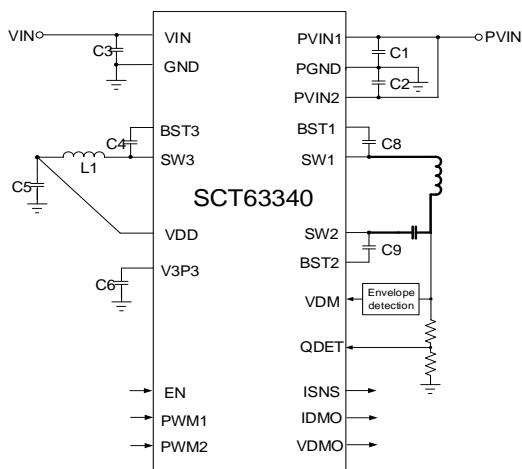 VIN
VIN
C3
GND
PVIN1
PVIN
C1
PGND
C2
PVIN2
BST3
C4
SW3
L1
C5
BST1
C8
SW1
SCT63340
VDD
SW2
C9
BST2
V3P3
C6
VDM
Envelope
detection
QDET
EN
ISNS
PWM1
IDMO
PWM2
VDMO